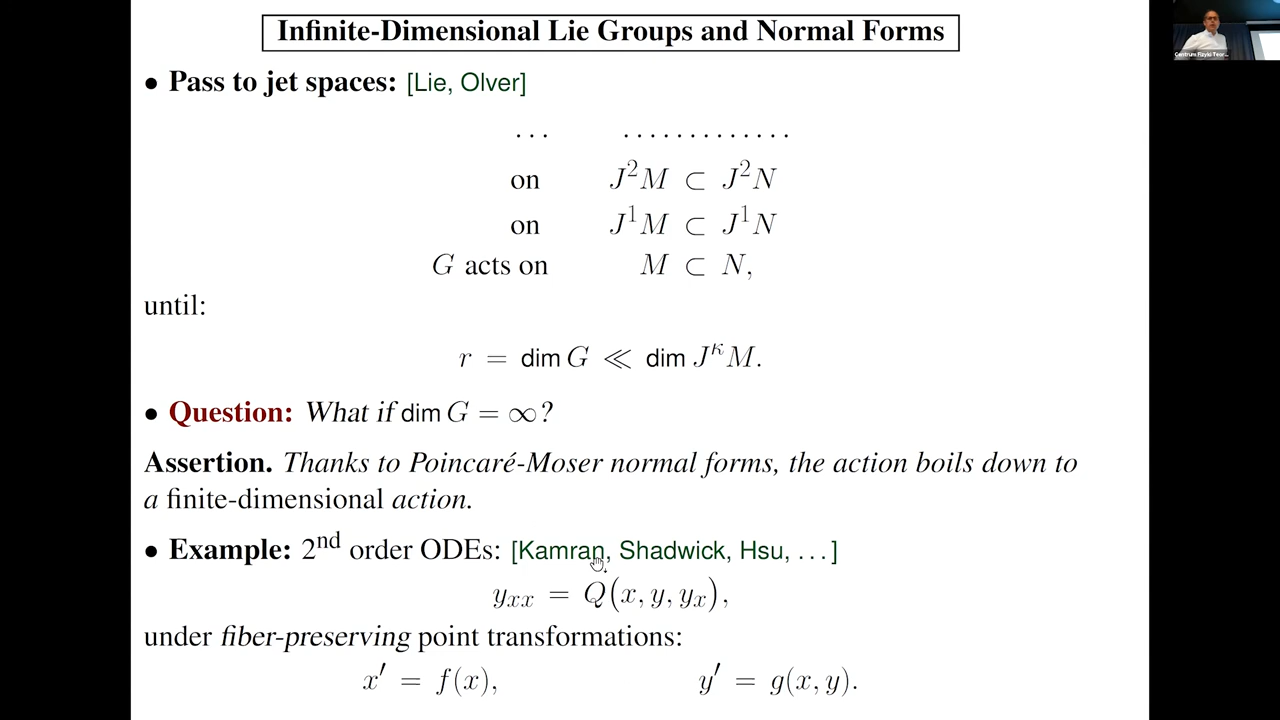 Infinite-Dimensional Lie Groups and Normal Forms
• Pass to jet spaces: [Lie, Olver]
... .............
on J²M ⊂ J²N
on J¹M ⊂ J¹N
G acts on M ⊂ N,
until:
r = dim G ≪ dim J^κM.
• Question: What if dim G = ∞?
Assertion. Thanks to Poincaré-Moser normal forms, the action boils down to
a finite-dimensional action.
• Example: 2nd order ODEs: [Kamran, Shadwick, Hsu, ...]
y_xx = Q(x, y, y_x),
under fiber-preserving point transformations:
x′ = f(x), y′ = g(x, y).
Centrum Fizyki Teor...